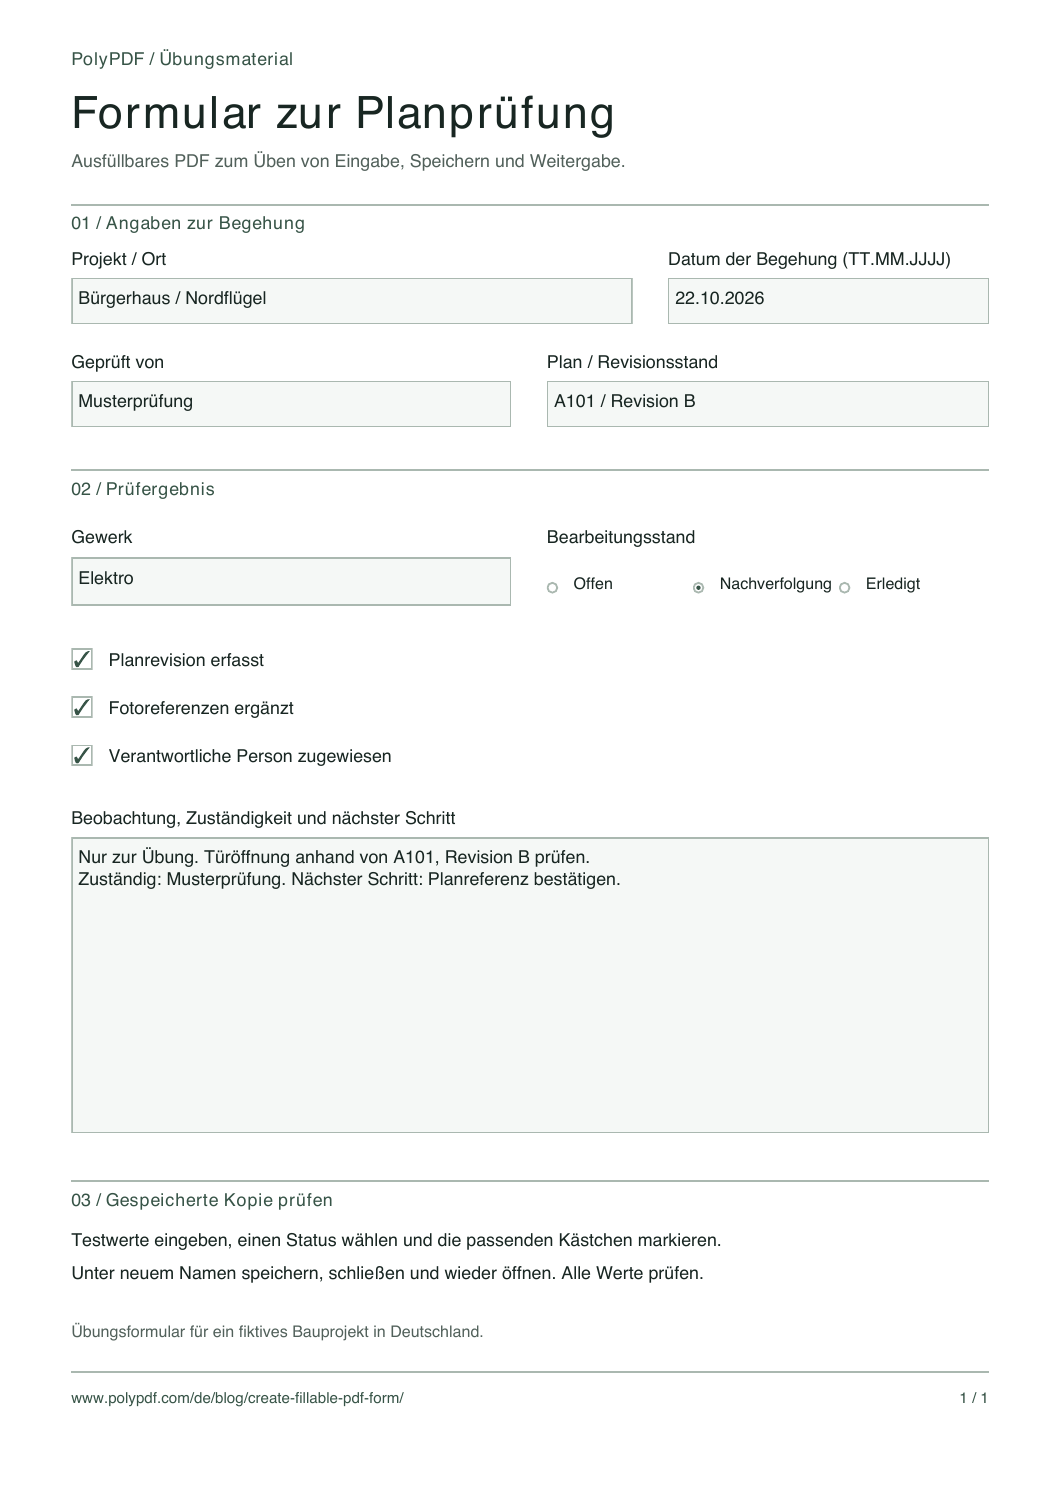 PolyPDF / Übungsmaterial
Formular zur Planprüfung
Ausfüllbares PDF zum Üben von Eingabe, Speichern und Weitergabe.
01 / Angaben zur Begehung
Projekt / Ort
Datum der Begehung (TT.MM.JJJJ)
Bürgerhaus / Nordflügel
22.10.2026
Geprüft von
Plan / Revisionsstand
Musterprüfung
A101 / Revision B
02 / Prüfergebnis
Gewerk
Bearbeitungsstand
Elektro
Offen
Nachverfolgung
Erledigt
Planrevision erfasst
Fotoreferenzen ergänzt
Verantwortliche Person zugewiesen
Beobachtung, Zuständigkeit und nächster Schritt
Nur zur Übung. Türöffnung anhand von A101, Revision B prüfen.
Zuständig: Musterprüfung. Nächster Schritt: Planreferenz bestätigen.
03 / Gespeicherte Kopie prüfen
Testwerte eingeben, einen Status wählen und die passenden Kästchen markieren.
Unter neuem Namen speichern, schließen und wieder öffnen. Alle Werte prüfen.
Übungsformular für ein fiktives Bauprojekt in Deutschland.
www.polypdf.com/de/blog/create-fillable-pdf-form/
1 / 1